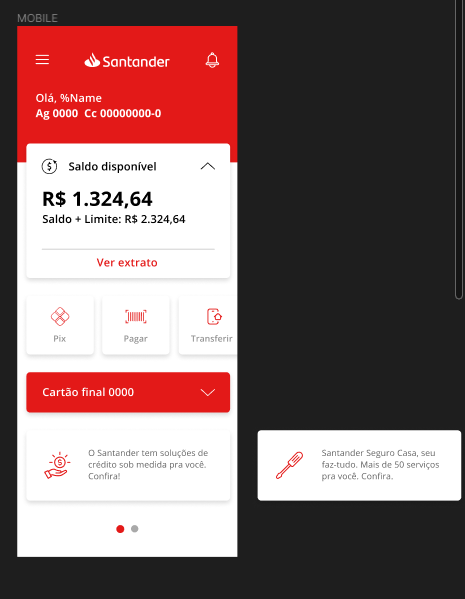 MOBILE
Santander
Olá, %Name
Ag 0000 Cc 00000000-0
Saldo disponível
R$ 1.324,64
Saldo + Limite: R$ 2.324,64
Ver extrato
Pix
Pagar
Transferir
Cartão final 0000
O Santander tem soluções de
crédito sob medida pra você.
Confira!
Santander Seguro Casa, seu
faz-tudo. Mais de 50 serviços
pra você. Confira.